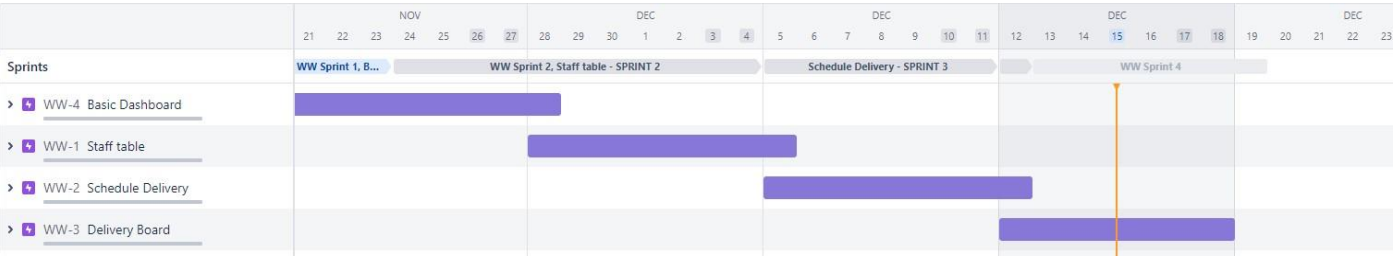 NOV DEC DEC DEC DEC
21 22 23 24 25 26 27 28 29 30 1 2 3 4 5 6 7 8 9 10 11 12 13 14 15 16 17 18 19 20 21 22 23
Sprints WW Sprint 1, B... WW Sprint 2, Staff table - SPRINT 2 Schedule Delivery - SPRINT 3 WW Sprint 4
WW-4 Basic Dashboard
WW-1 Staff table
WW-2 Schedule Delivery
WW-3 Delivery Board